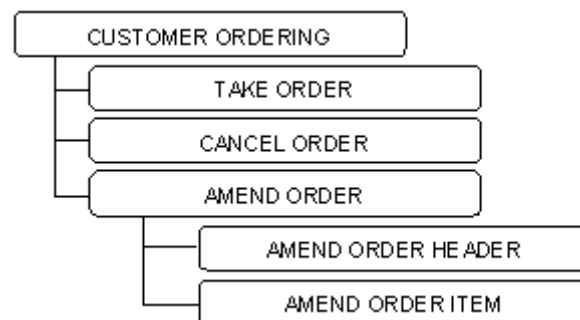 CUSTOMER ORDERING
TAKE ORDER
CANCEL ORDER
AMEND ORDER
AMEND ORDER HEADER
AMEND ORDER ITEM